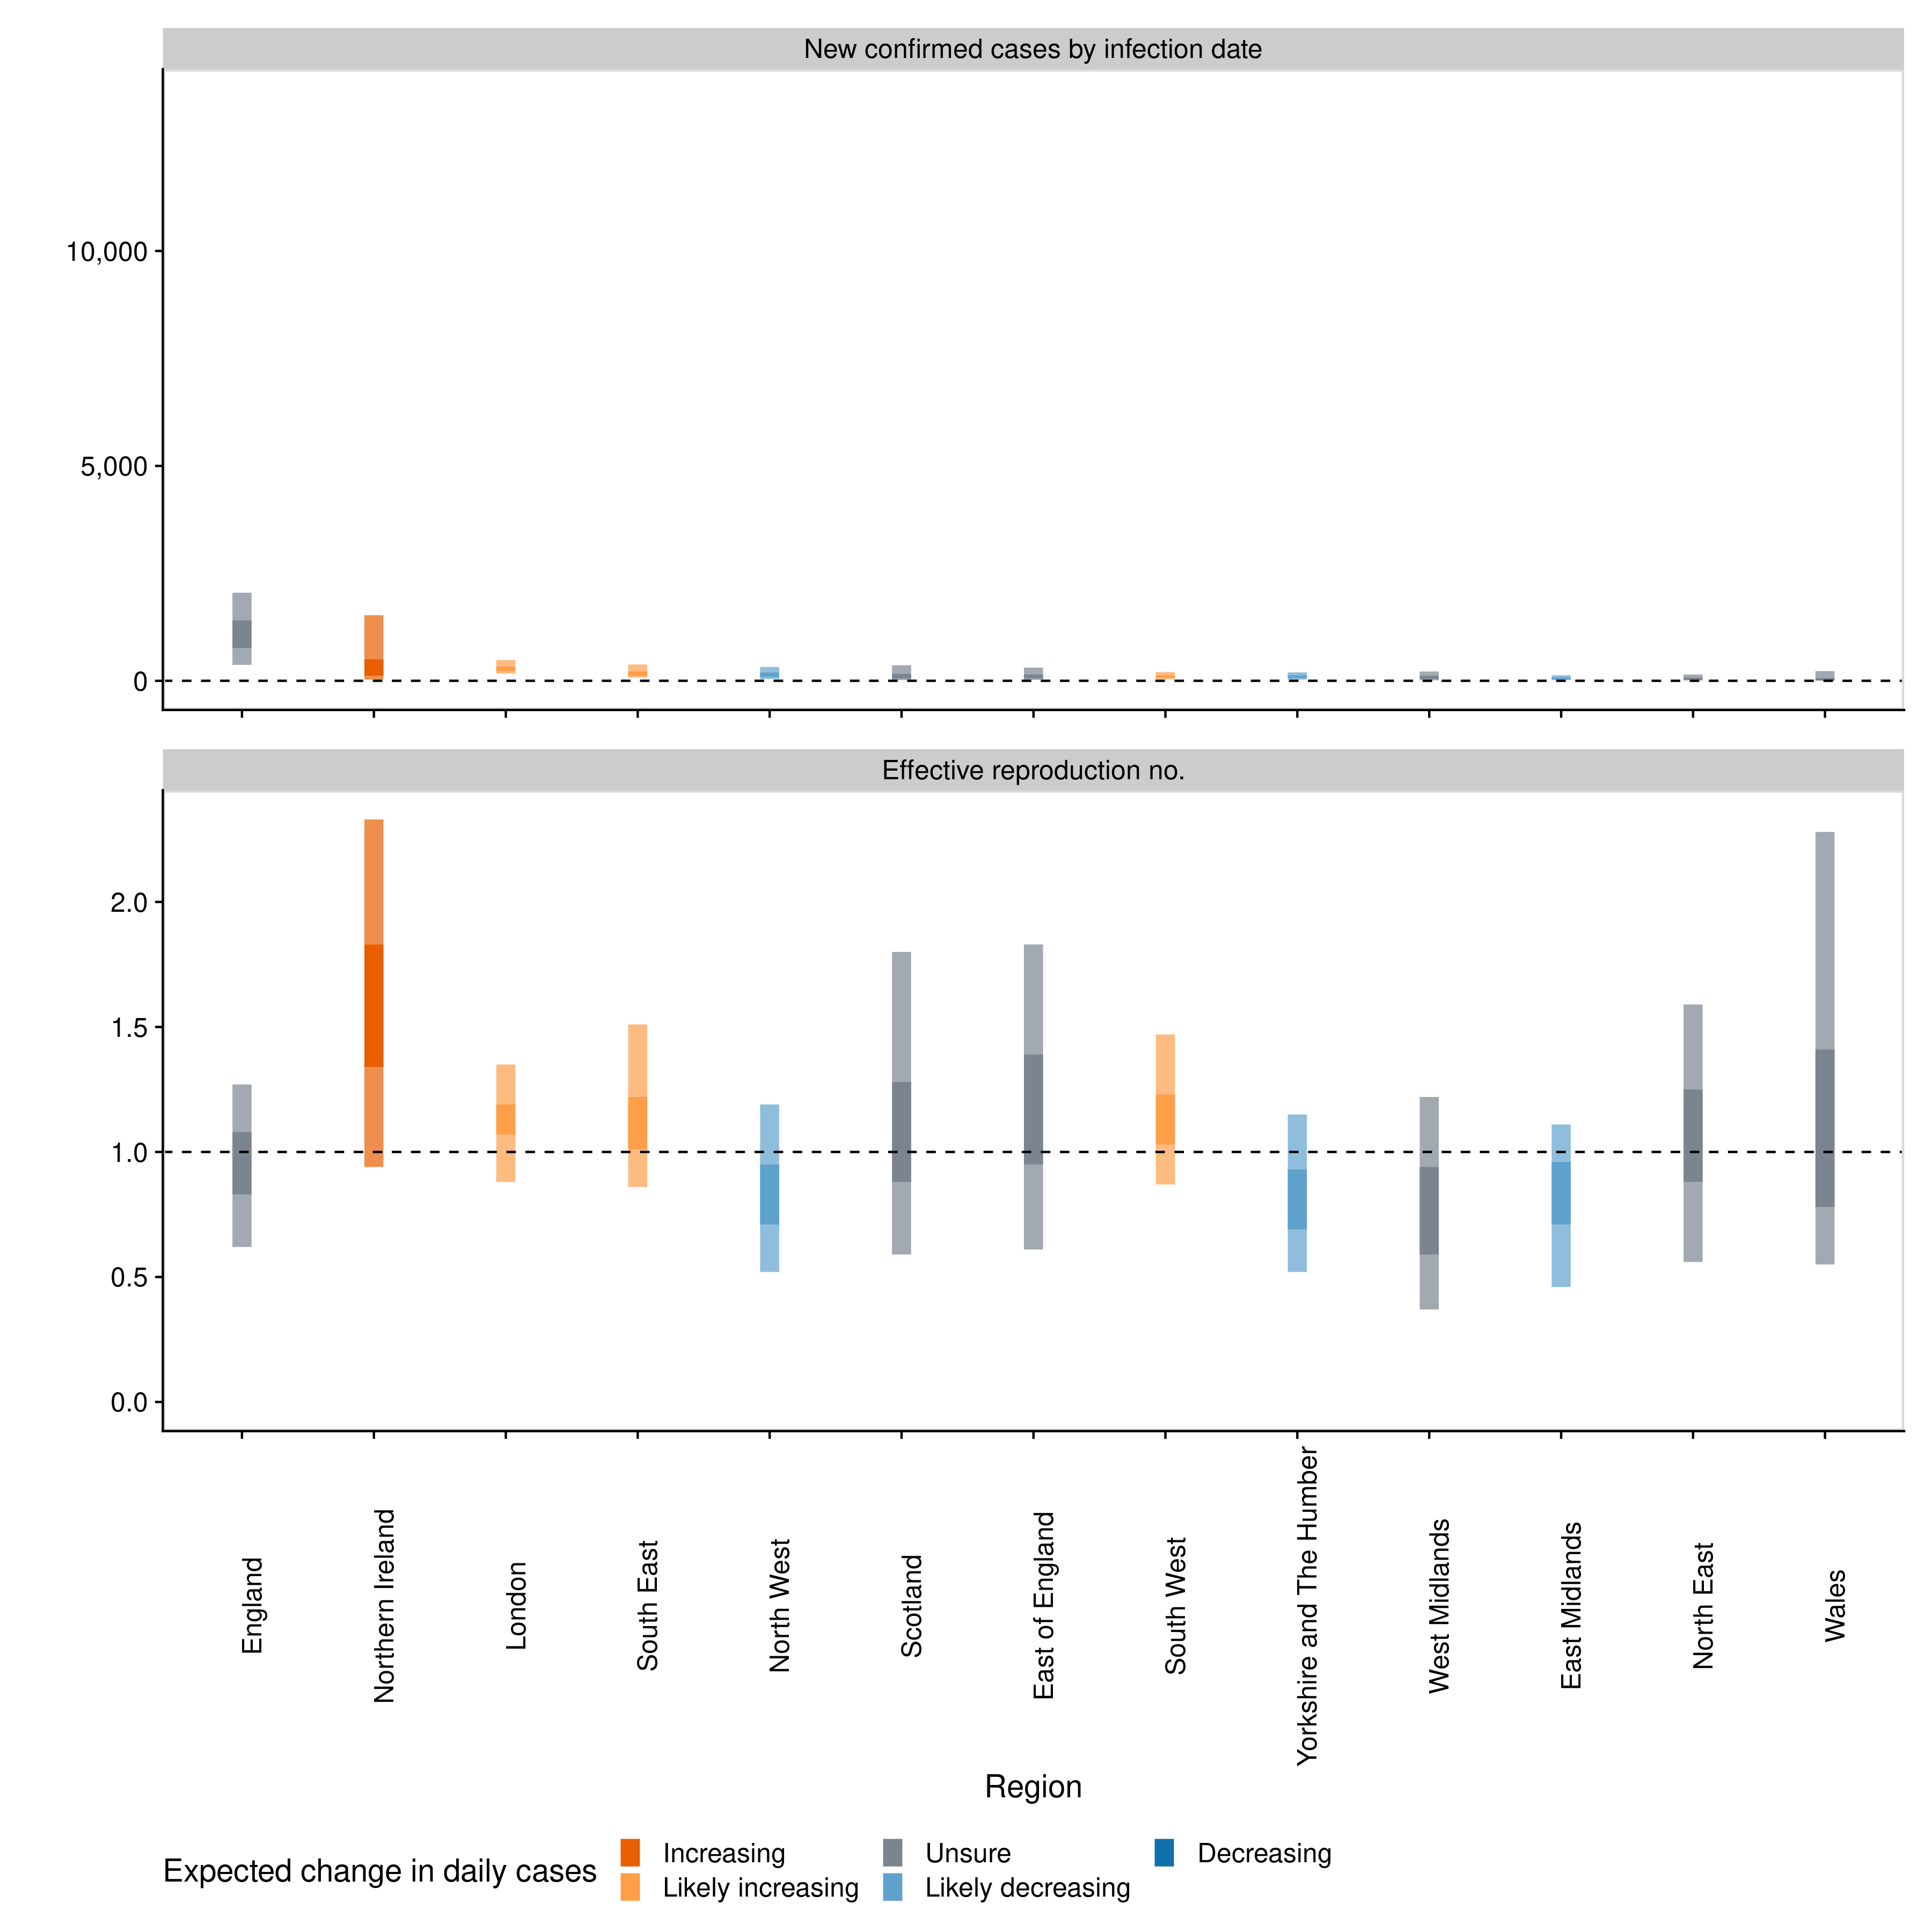 New confirmed cases by infection date
10,000
5,000
0
Effective reproduction no.
2.0
1.5
1.0
0.5
0.0
England
Northern Ireland
London
South East
North West
Scotland
East of England
South West
Yorkshire and The Humber
West Midlands
East Midlands
North East
Wales
Region
Expected change in daily cases
Increasing
Likely increasing
Unsure
Likely decreasing
Decreasing